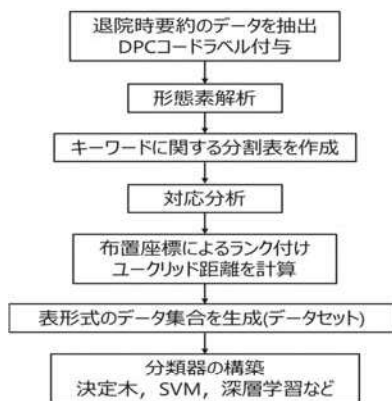 退院時要約のデータを抽出
DPCコードラベル付与
形態素解析
キーワードに関する分割表を作成
対応分析
布置座標によるランク付け
ユークリッド距離を計算
表形式のデータ集合を生成(データセット)
分類器の構築
決定木，SVM，深層学習など